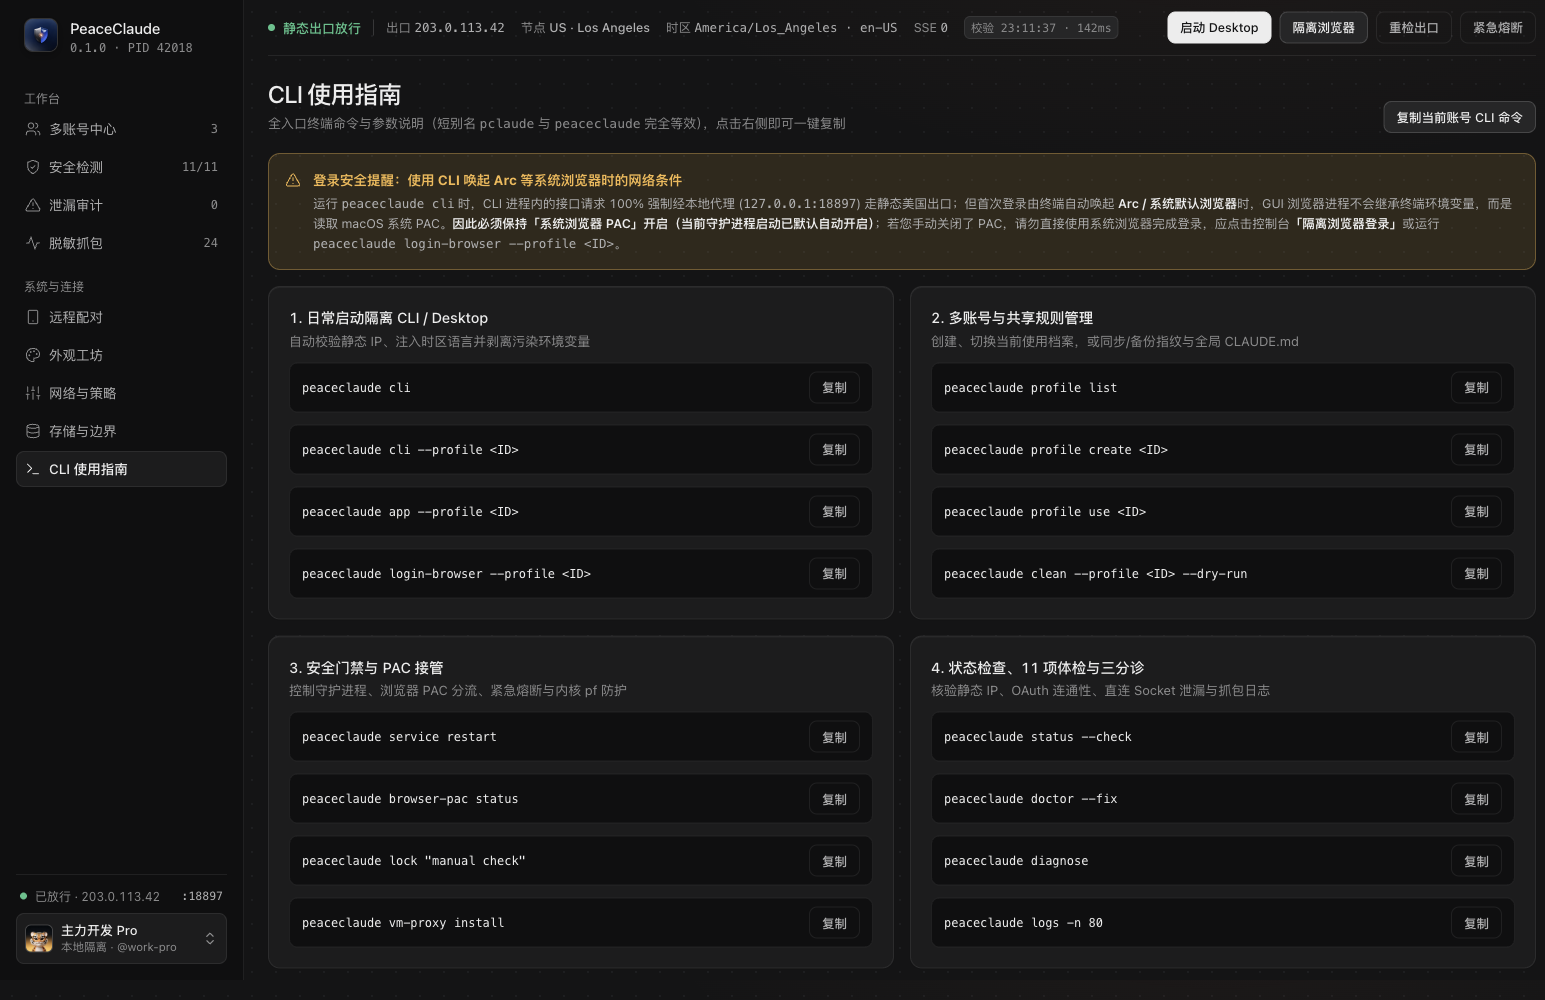 PeaceClaude
0.1.0 · PID 42018
工作台
多账号中心 3
安全检测 11/11
泄漏审计 0
脱敏抓包 24
系统与连接
远程配对
外观工坊
网络与策略
存储与边界
CLI 使用指南
已放行 · 203.0.113.42 :18897
主力开发 Pro
本地隔离 · @work-pro
静态出口放行 出口 203.0.113.42 节点 US · Los Angeles 时区 America/Los_Angeles · en-US SSE 0 校验 23:11:37 · 142ms 启动 Desktop 隔离浏览器 重检出口 紧急熔断
CLI 使用指南
全入口终端命令与参数说明（短别名 pclaude 与 peaceclaude 完全等效），点击右侧即可一键复制
复制当前账号 CLI 命令
登录安全提醒：使用 CLI 唤起 Arc 等系统浏览器时的网络条件
运行 peaceclaude cli 时，CLI 进程内的接口请求 100% 强制经本地代理 (127.0.0.1:18897) 走静态美国出口；但首次登录由终端自动唤起 Arc / 系统默认浏览器时，GUI 浏览器进程不会继承终端环境变量，而是
读取 macOS 系统 PAC。因此必须保持「系统浏览器 PAC」开启（当前守护进程启动已默认自动开启）；若您手动关闭了 PAC，请勿直接使用系统浏览器完成登录，应点击控制台「隔离浏览器登录」或运行
peaceclaude login-browser --profile <ID>。
1. 日常启动隔离 CLI / Desktop
自动校验静态 IP、注入时区语言并剥离污染环境变量
peaceclaude cli 复制
peaceclaude cli --profile <ID> 复制
peaceclaude app --profile <ID> 复制
peaceclaude login-browser --profile <ID> 复制
2. 多账号与共享规则管理
创建、切换当前使用档案，或同步/备份指纹与全局 CLAUDE.md
peaceclaude profile list 复制
peaceclaude profile create <ID> 复制
peaceclaude profile use <ID> 复制
peaceclaude clean --profile <ID> --dry-run 复制
3. 安全门禁与 PAC 接管
控制守护进程、浏览器 PAC 分流、紧急熔断与内核 pf 防护
peaceclaude service restart 复制
peaceclaude browser-pac status 复制
peaceclaude lock "manual check" 复制
peaceclaude vm-proxy install 复制
4. 状态检查、11 项体检与三分诊
核验静态 IP、OAuth 连通性、直连 Socket 泄漏与抓包日志
peaceclaude status --check 复制
peaceclaude doctor --fix 复制
peaceclaude diagnose 复制
peaceclaude logs -n 80 复制